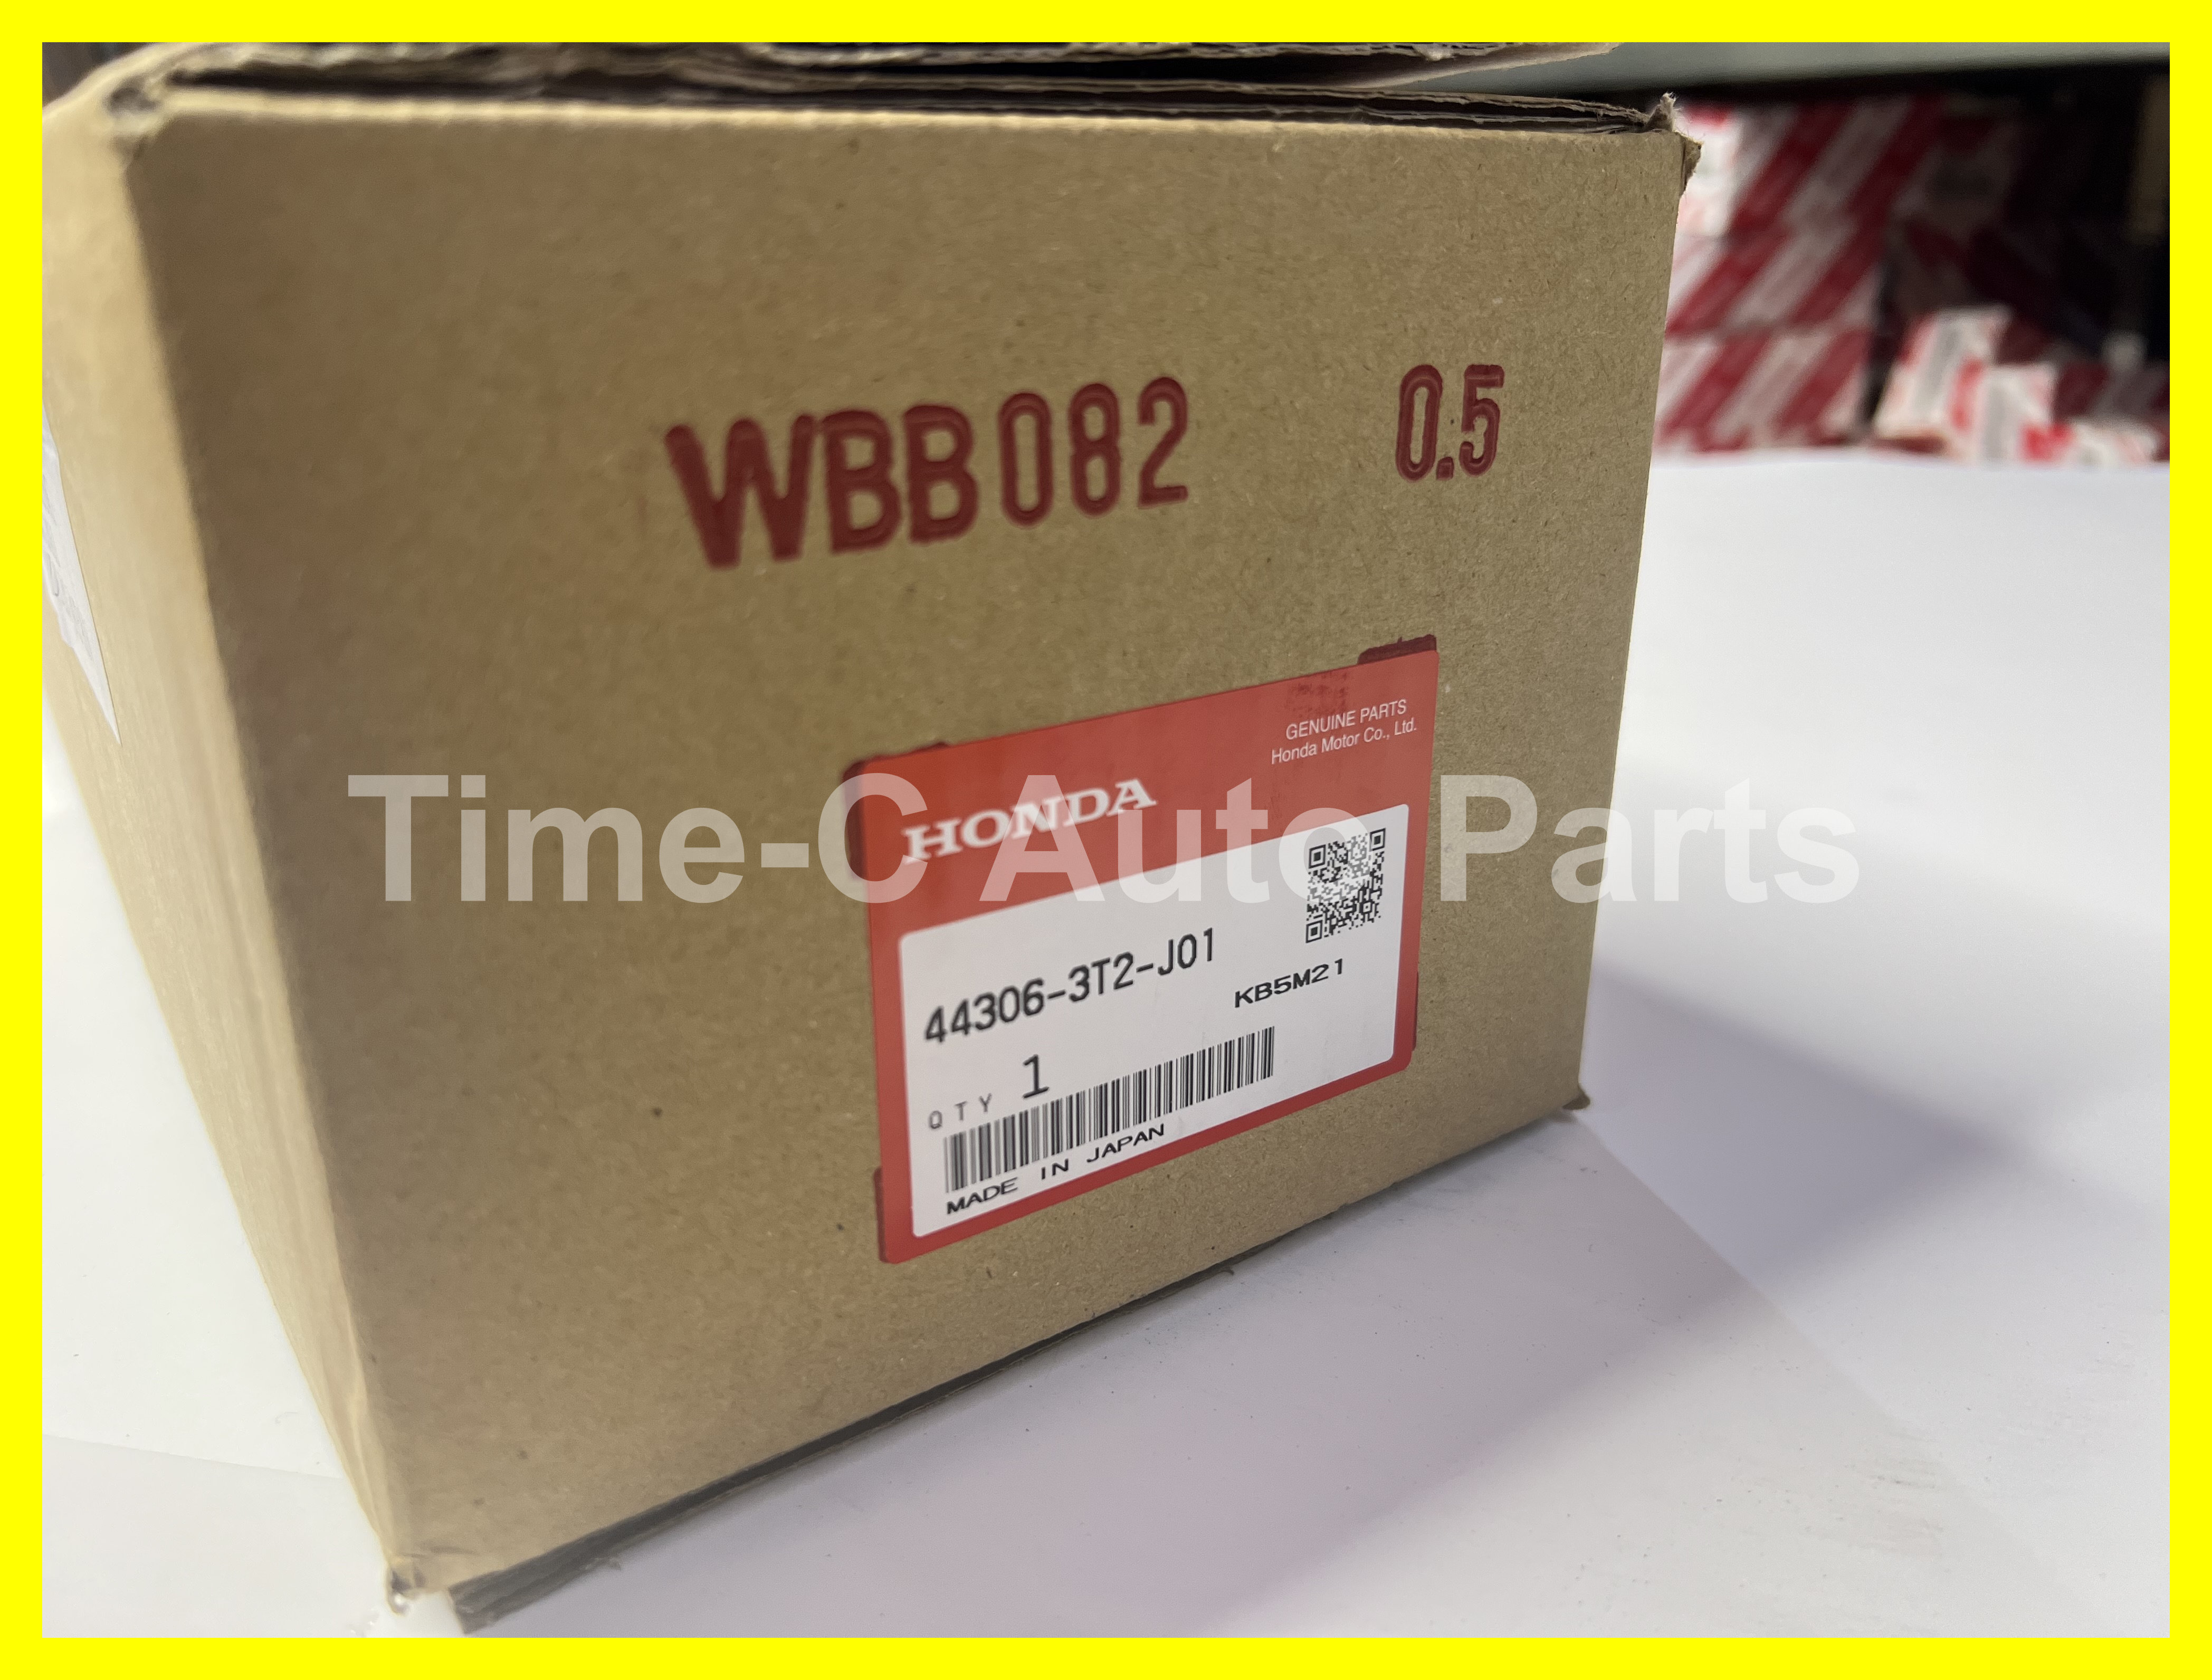 WBB082 0.5
GENUINE PARTS
Honda Motor Co., Ltd.
HONDA
Time-C Auto Parts
44306-3T2-J01
KB5M21
QTY 1
MADE IN JAPAN